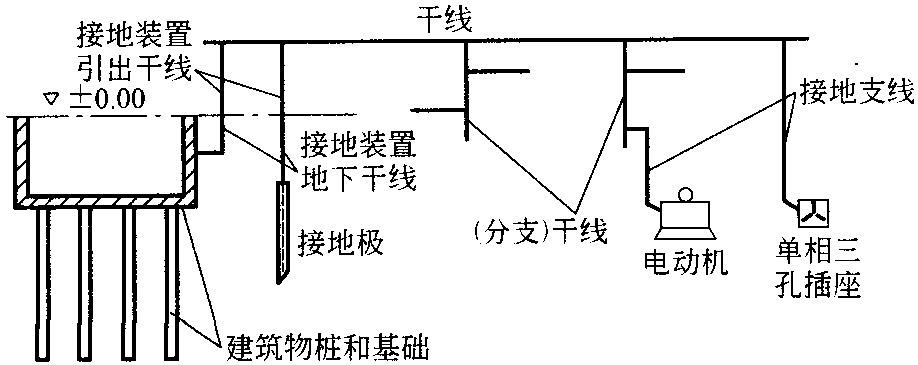 干线
接地装置
引出干线
±0.00
接地支线
接地装置
地下干线
接地极
(分支)干线
电动机
单相三
孔插座
建筑物桩和基础